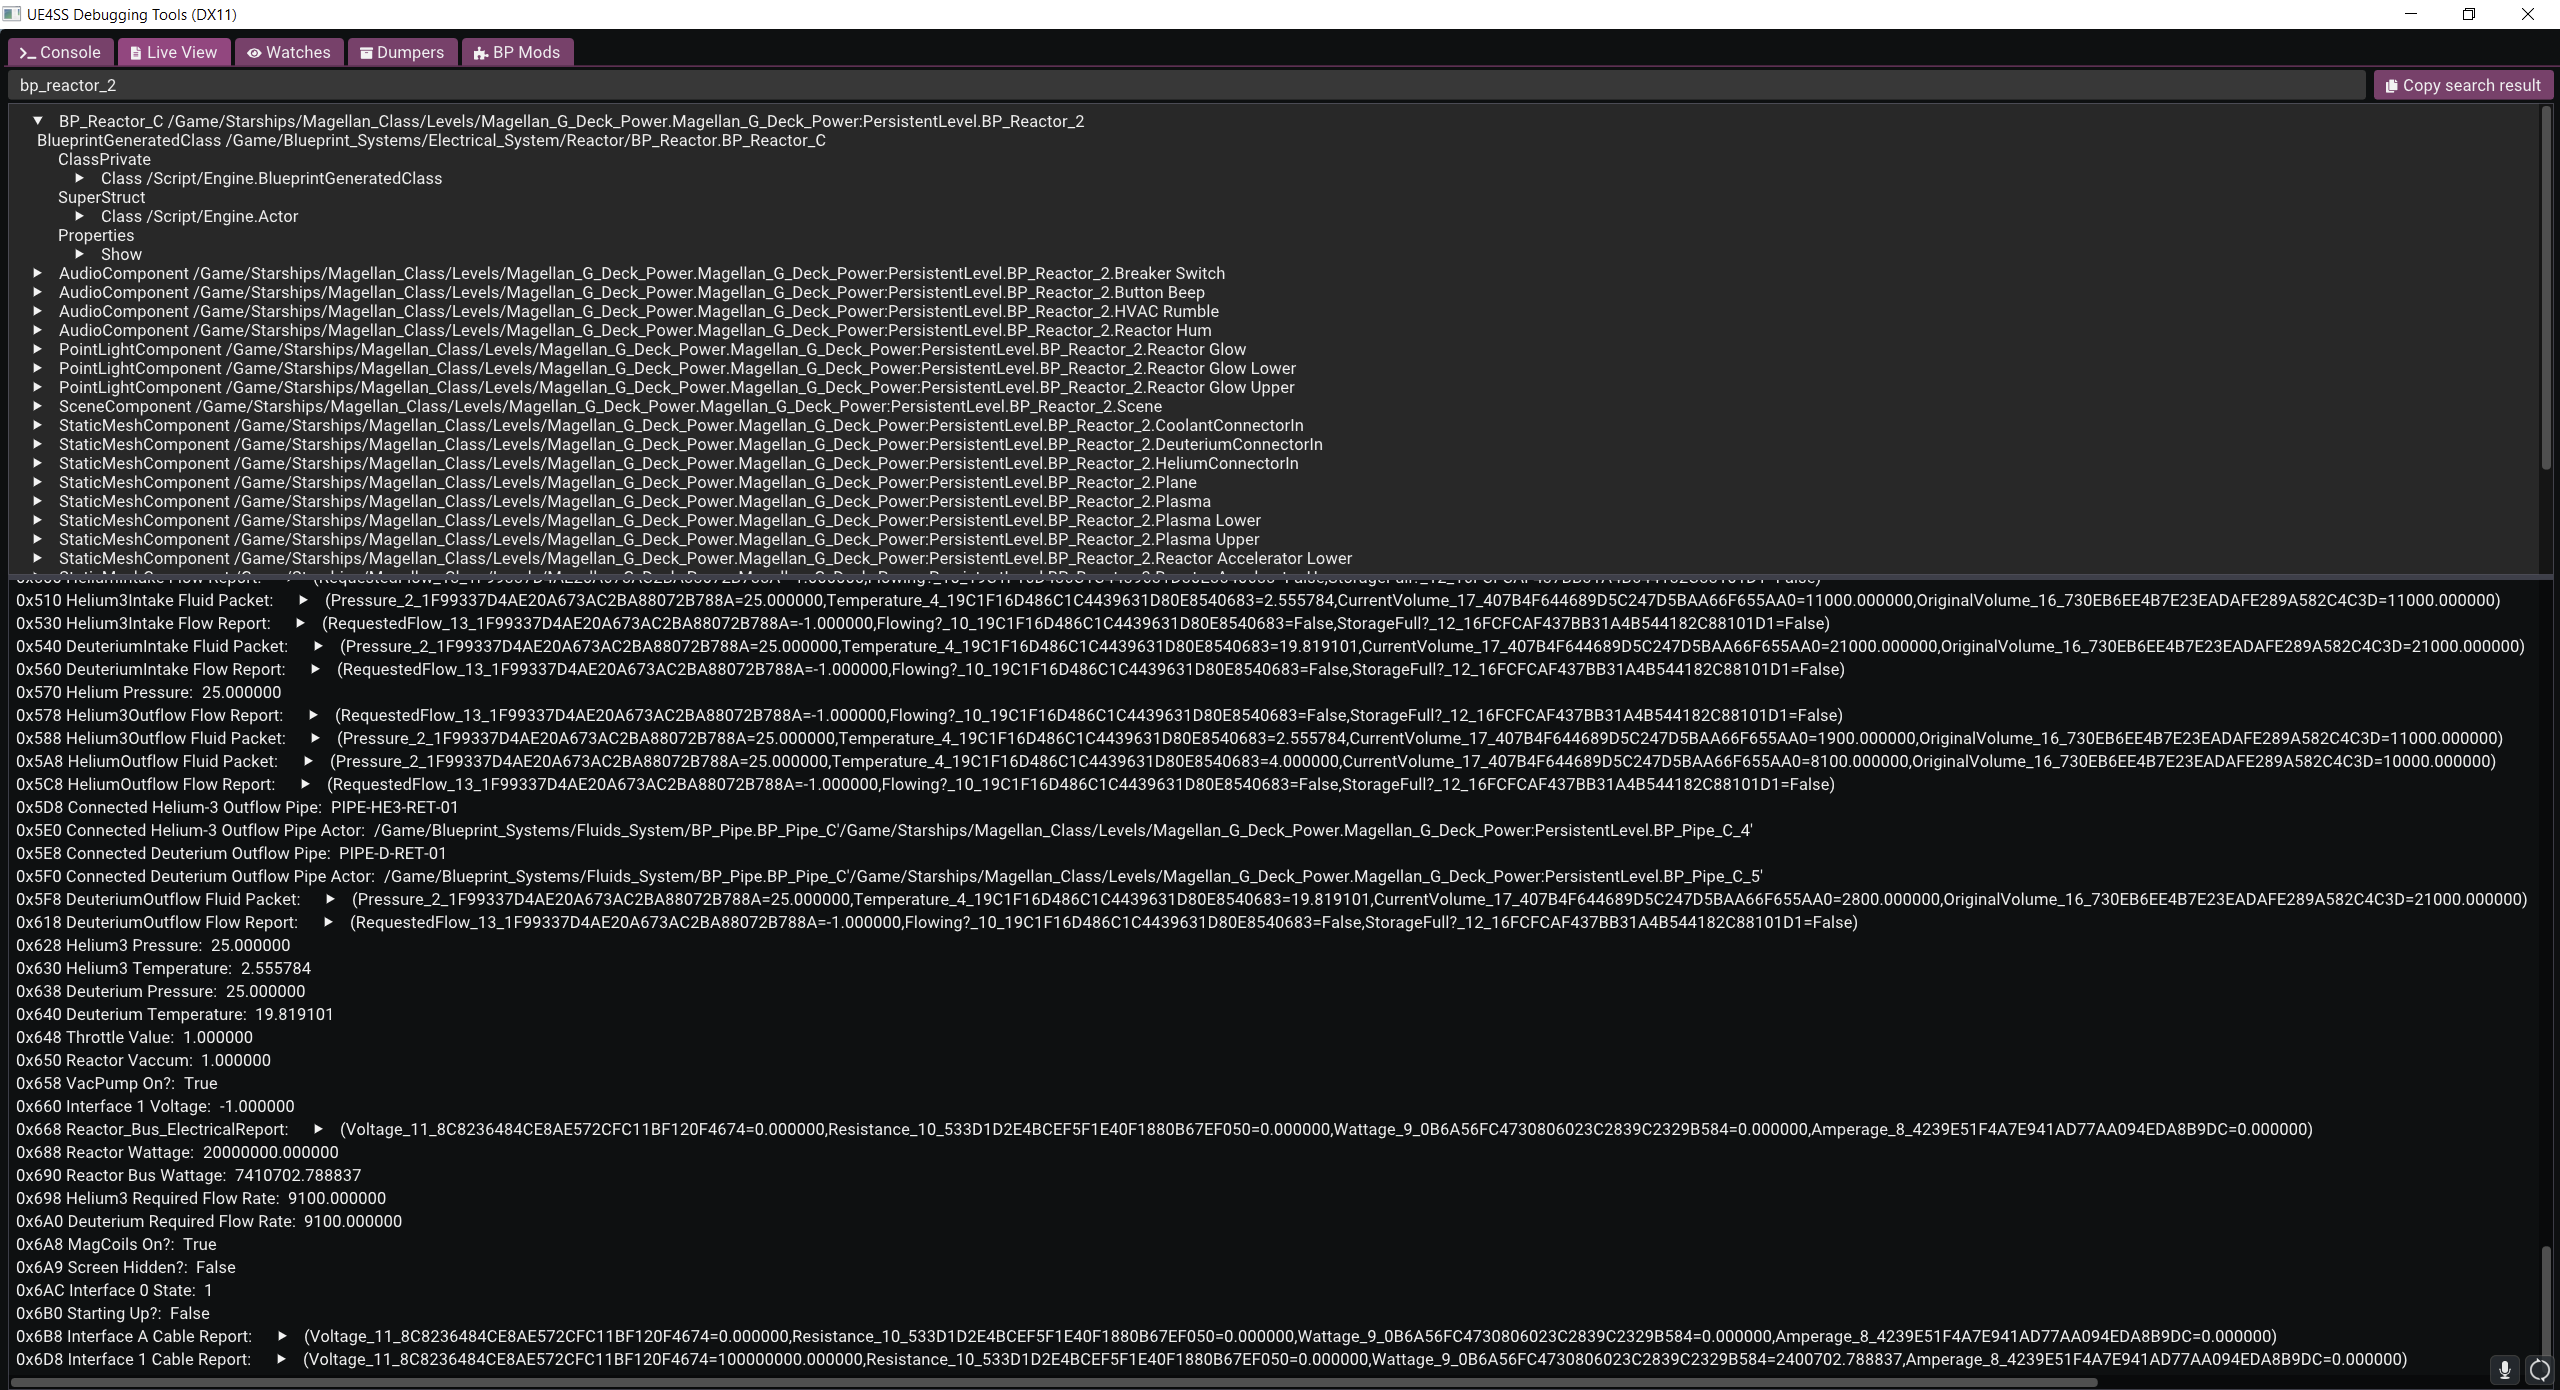 UE4SS Debugging Tools (DX11)
Console Live View Watches Dumpers BP Mods
bp_reactor_2 Copy search result
BP_Reactor_C /Game/Starships/Magellan_Class/Levels/Magellan_G_Deck_Power.Magellan_G_Deck_Power:PersistentLevel.BP_Reactor_2
BlueprintGeneratedClass /Game/Blueprint_Systems/Electrical_System/Reactor/BP_Reactor.BP_Reactor_C
ClassPrivate
Class /Script/Engine.BlueprintGeneratedClass
SuperStruct
Class /Script/Engine.Actor
Properties
Show
AudioComponent /Game/Starships/Magellan_Class/Levels/Magellan_G_Deck_Power.Magellan_G_Deck_Power:PersistentLevel.BP_Reactor_2.Breaker Switch
AudioComponent /Game/Starships/Magellan_Class/Levels/Magellan_G_Deck_Power.Magellan_G_Deck_Power:PersistentLevel.BP_Reactor_2.Button Beep
AudioComponent /Game/Starships/Magellan_Class/Levels/Magellan_G_Deck_Power.Magellan_G_Deck_Power:PersistentLevel.BP_Reactor_2.HVAC Rumble
AudioComponent /Game/Starships/Magellan_Class/Levels/Magellan_G_Deck_Power.Magellan_G_Deck_Power:PersistentLevel.BP_Reactor_2.Reactor Hum
PointLightComponent /Game/Starships/Magellan_Class/Levels/Magellan_G_Deck_Power.Magellan_G_Deck_Power:PersistentLevel.BP_Reactor_2.Reactor Glow
PointLightComponent /Game/Starships/Magellan_Class/Levels/Magellan_G_Deck_Power.Magellan_G_Deck_Power:PersistentLevel.BP_Reactor_2.Reactor Glow Lower
PointLightComponent /Game/Starships/Magellan_Class/Levels/Magellan_G_Deck_Power.Magellan_G_Deck_Power:PersistentLevel.BP_Reactor_2.Reactor Glow Upper
SceneComponent /Game/Starships/Magellan_Class/Levels/Magellan_G_Deck_Power.Magellan_G_Deck_Power:PersistentLevel.BP_Reactor_2.Scene
StaticMeshComponent /Game/Starships/Magellan_Class/Levels/Magellan_G_Deck_Power.Magellan_G_Deck_Power:PersistentLevel.BP_Reactor_2.CoolantConnectorIn
StaticMeshComponent /Game/Starships/Magellan_Class/Levels/Magellan_G_Deck_Power.Magellan_G_Deck_Power:PersistentLevel.BP_Reactor_2.DeuteriumConnectorIn
StaticMeshComponent /Game/Starships/Magellan_Class/Levels/Magellan_G_Deck_Power.Magellan_G_Deck_Power:PersistentLevel.BP_Reactor_2.HeliumConnectorIn
StaticMeshComponent /Game/Starships/Magellan_Class/Levels/Magellan_G_Deck_Power.Magellan_G_Deck_Power:PersistentLevel.BP_Reactor_2.Plane
StaticMeshComponent /Game/Starships/Magellan_Class/Levels/Magellan_G_Deck_Power.Magellan_G_Deck_Power:PersistentLevel.BP_Reactor_2.Plasma
StaticMeshComponent /Game/Starships/Magellan_Class/Levels/Magellan_G_Deck_Power.Magellan_G_Deck_Power:PersistentLevel.BP_Reactor_2.Plasma Lower
StaticMeshComponent /Game/Starships/Magellan_Class/Levels/Magellan_G_Deck_Power.Magellan_G_Deck_Power:PersistentLevel.BP_Reactor_2.Plasma Upper
StaticMeshComponent /Game/Starships/Magellan_Class/Levels/Magellan_G_Deck_Power.Magellan_G_Deck_Power:PersistentLevel.BP_Reactor_2.Reactor Accelerator Lower
0x510 Helium3Intake Fluid Packet: (Pressure_2_1F99337D4AE20A673AC2BA88072B788A=25.000000,Temperature_4_19C1F16D486C1C4439631D80E8540683=2.555784,CurrentVolume_17_407B4F644689D5C247D5BAA66F655AA0=11000.000000,OriginalVolume_16_730EB6EE4B7E23EADAFE289A582C4C3D=11000.000000)
0x530 Helium3Intake Flow Report: (RequestedFlow_13_1F99337D4AE20A673AC2BA88072B788A=-1.000000,Flowing?_10_19C1F16D486C1C4439631D80E8540683=False,StorageFull?_12_16FCFCAF437BB31A4B544182C88101D1=False)
0x540 DeuteriumIntake Fluid Packet: (Pressure_2_1F99337D4AE20A673AC2BA88072B788A=25.000000,Temperature_4_19C1F16D486C1C4439631D80E8540683=19.819101,CurrentVolume_17_407B4F644689D5C247D5BAA66F655AA0=21000.000000,OriginalVolume_16_730EB6EE4B7E23EADAFE289A582C4C3D=21000.000000)
0x560 DeuteriumIntake Flow Report: (RequestedFlow_13_1F99337D4AE20A673AC2BA88072B788A=-1.000000,Flowing?_10_19C1F16D486C1C4439631D80E8540683=False,StorageFull?_12_16FCFCAF437BB31A4B544182C88101D1=False)
0x570 Helium Pressure: 25.000000
0x578 Helium3Outflow Flow Report: (RequestedFlow_13_1F99337D4AE20A673AC2BA88072B788A=-1.000000,Flowing?_10_19C1F16D486C1C4439631D80E8540683=False,StorageFull?_12_16FCFCAF437BB31A4B544182C88101D1=False)
0x588 Helium3Outflow Fluid Packet: (Pressure_2_1F99337D4AE20A673AC2BA88072B788A=25.000000,Temperature_4_19C1F16D486C1C4439631D80E8540683=2.555784,CurrentVolume_17_407B4F644689D5C247D5BAA66F655AA0=1900.000000,OriginalVolume_16_730EB6EE4B7E23EADAFE289A582C4C3D=11000.000000)
0x5A8 HeliumOutflow Fluid Packet: (Pressure_2_1F99337D4AE20A673AC2BA88072B788A=25.000000,Temperature_4_19C1F16D486C1C4439631D80E8540683=4.000000,CurrentVolume_17_407B4F644689D5C247D5BAA66F655AA0=8100.000000,OriginalVolume_16_730EB6EE4B7E23EADAFE289A582C4C3D=10000.000000)
0x5C8 HeliumOutflow Flow Report: (RequestedFlow_13_1F99337D4AE20A673AC2BA88072B788A=-1.000000,Flowing?_10_19C1F16D486C1C4439631D80E8540683=False,StorageFull?_12_16FCFCAF437BB31A4B544182C88101D1=False)
0x5D8 Connected Helium-3 Outflow Pipe: PIPE-HE3-RET-01
0x5E0 Connected Helium-3 Outflow Pipe Actor: /Game/Blueprint_Systems/Fluids_System/BP_Pipe.BP_Pipe_C'/Game/Starships/Magellan_Class/Levels/Magellan_G_Deck_Power.Magellan_G_Deck_Power:PersistentLevel.BP_Pipe_C_4'
0x5E8 Connected Deuterium Outflow Pipe: PIPE-D-RET-01
0x5F0 Connected Deuterium Outflow Pipe Actor: /Game/Blueprint_Systems/Fluids_System/BP_Pipe.BP_Pipe_C'/Game/Starships/Magellan_Class/Levels/Magellan_G_Deck_Power.Magellan_G_Deck_Power:PersistentLevel.BP_Pipe_C_5'
0x5F8 DeuteriumOutflow Fluid Packet: (Pressure_2_1F99337D4AE20A673AC2BA88072B788A=25.000000,Temperature_4_19C1F16D486C1C4439631D80E8540683=19.819101,CurrentVolume_17_407B4F644689D5C247D5BAA66F655AA0=2800.000000,OriginalVolume_16_730EB6EE4B7E23EADAFE289A582C4C3D=21000.000000)
0x618 DeuteriumOutflow Flow Report: (RequestedFlow_13_1F99337D4AE20A673AC2BA88072B788A=-1.000000,Flowing?_10_19C1F16D486C1C4439631D80E8540683=False,StorageFull?_12_16FCFCAF437BB31A4B544182C88101D1=False)
0x628 Helium3 Pressure: 25.000000
0x630 Helium3 Temperature: 2.555784
0x638 Deuterium Pressure: 25.000000
0x640 Deuterium Temperature: 19.819101
0x648 Throttle Value: 1.000000
0x650 Reactor Vaccum: 1.000000
0x658 VacPump On?: True
0x660 Interface 1 Voltage: -1.000000
0x668 Reactor_Bus_ElectricalReport: (Voltage_11_8C8236484CE8AE572CFC11BF120F4674=0.000000,Resistance_10_533D1D2E4BCEF5F1E40F1880B67EF050=0.000000,Wattage_9_0B6A56FC4730806023C2839C2329B584=0.000000,Amperage_8_4239E51F4A7E941AD77AA094EDA8B9DC=0.000000)
0x688 Reactor Wattage: 20000000.000000
0x690 Reactor Bus Wattage: 7410702.788837
0x698 Helium3 Required Flow Rate: 9100.000000
0x6A0 Deuterium Required Flow Rate: 9100.000000
0x6A8 MagCoils On?: True
0x6A9 Screen Hidden?: False
0x6AC Interface 0 State: 1
0x6B0 Starting Up?: False
0x6B8 Interface A Cable Report: (Voltage_11_8C8236484CE8AE572CFC11BF120F4674=0.000000,Resistance_10_533D1D2E4BCEF5F1E40F1880B67EF050=0.000000,Wattage_9_0B6A56FC4730806023C2839C2329B584=0.000000,Amperage_8_4239E51F4A7E941AD77AA094EDA8B9DC=0.000000)
0x6D8 Interface 1 Cable Report: (Voltage_11_8C8236484CE8AE572CFC11BF120F4674=100000000.000000,Resistance_10_533D1D2E4BCEF5F1E40F1880B67EF050=0.000000,Wattage_9_0B6A56FC4730806023C2839C2329B584=2400702.788837,Amperage_8_4239E51F4A7E941AD77AA094EDA8B9DC=0.000000)